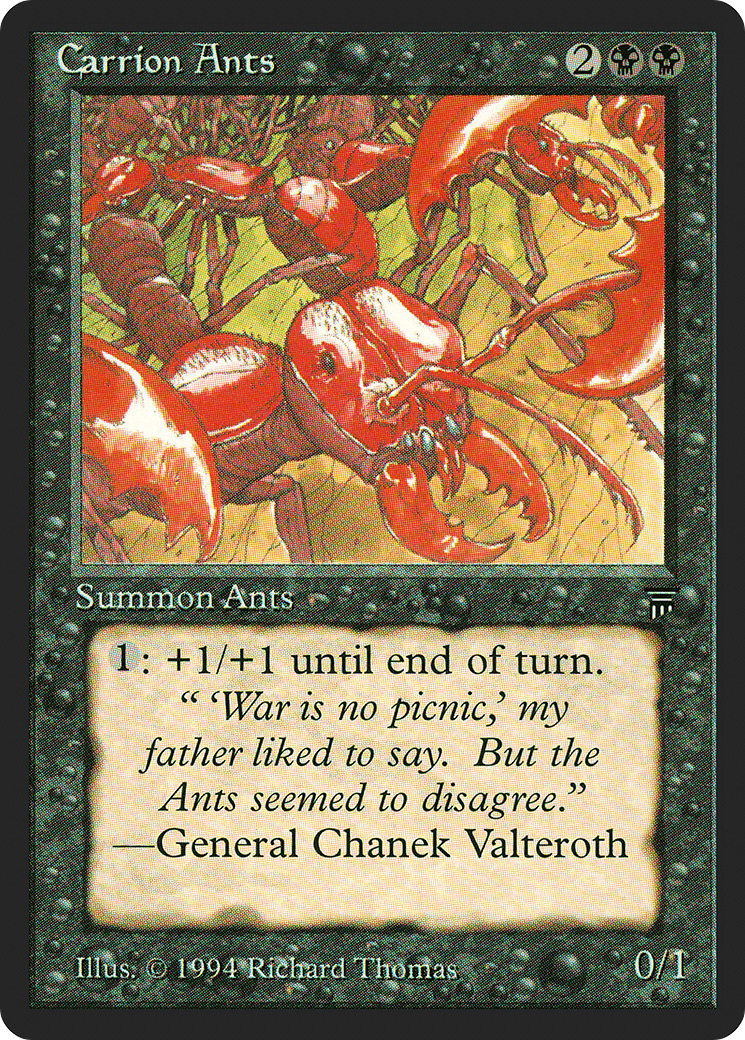 Carrion Ants 2
Summon Ants
1: +1/+1 until end of turn.
“ ‘War is no picnic,’ my
father liked to say. But the
Ants seemed to disagree.”
—General Chanek Valteroth
Illus: © 1994 Richard Thomas 0/1